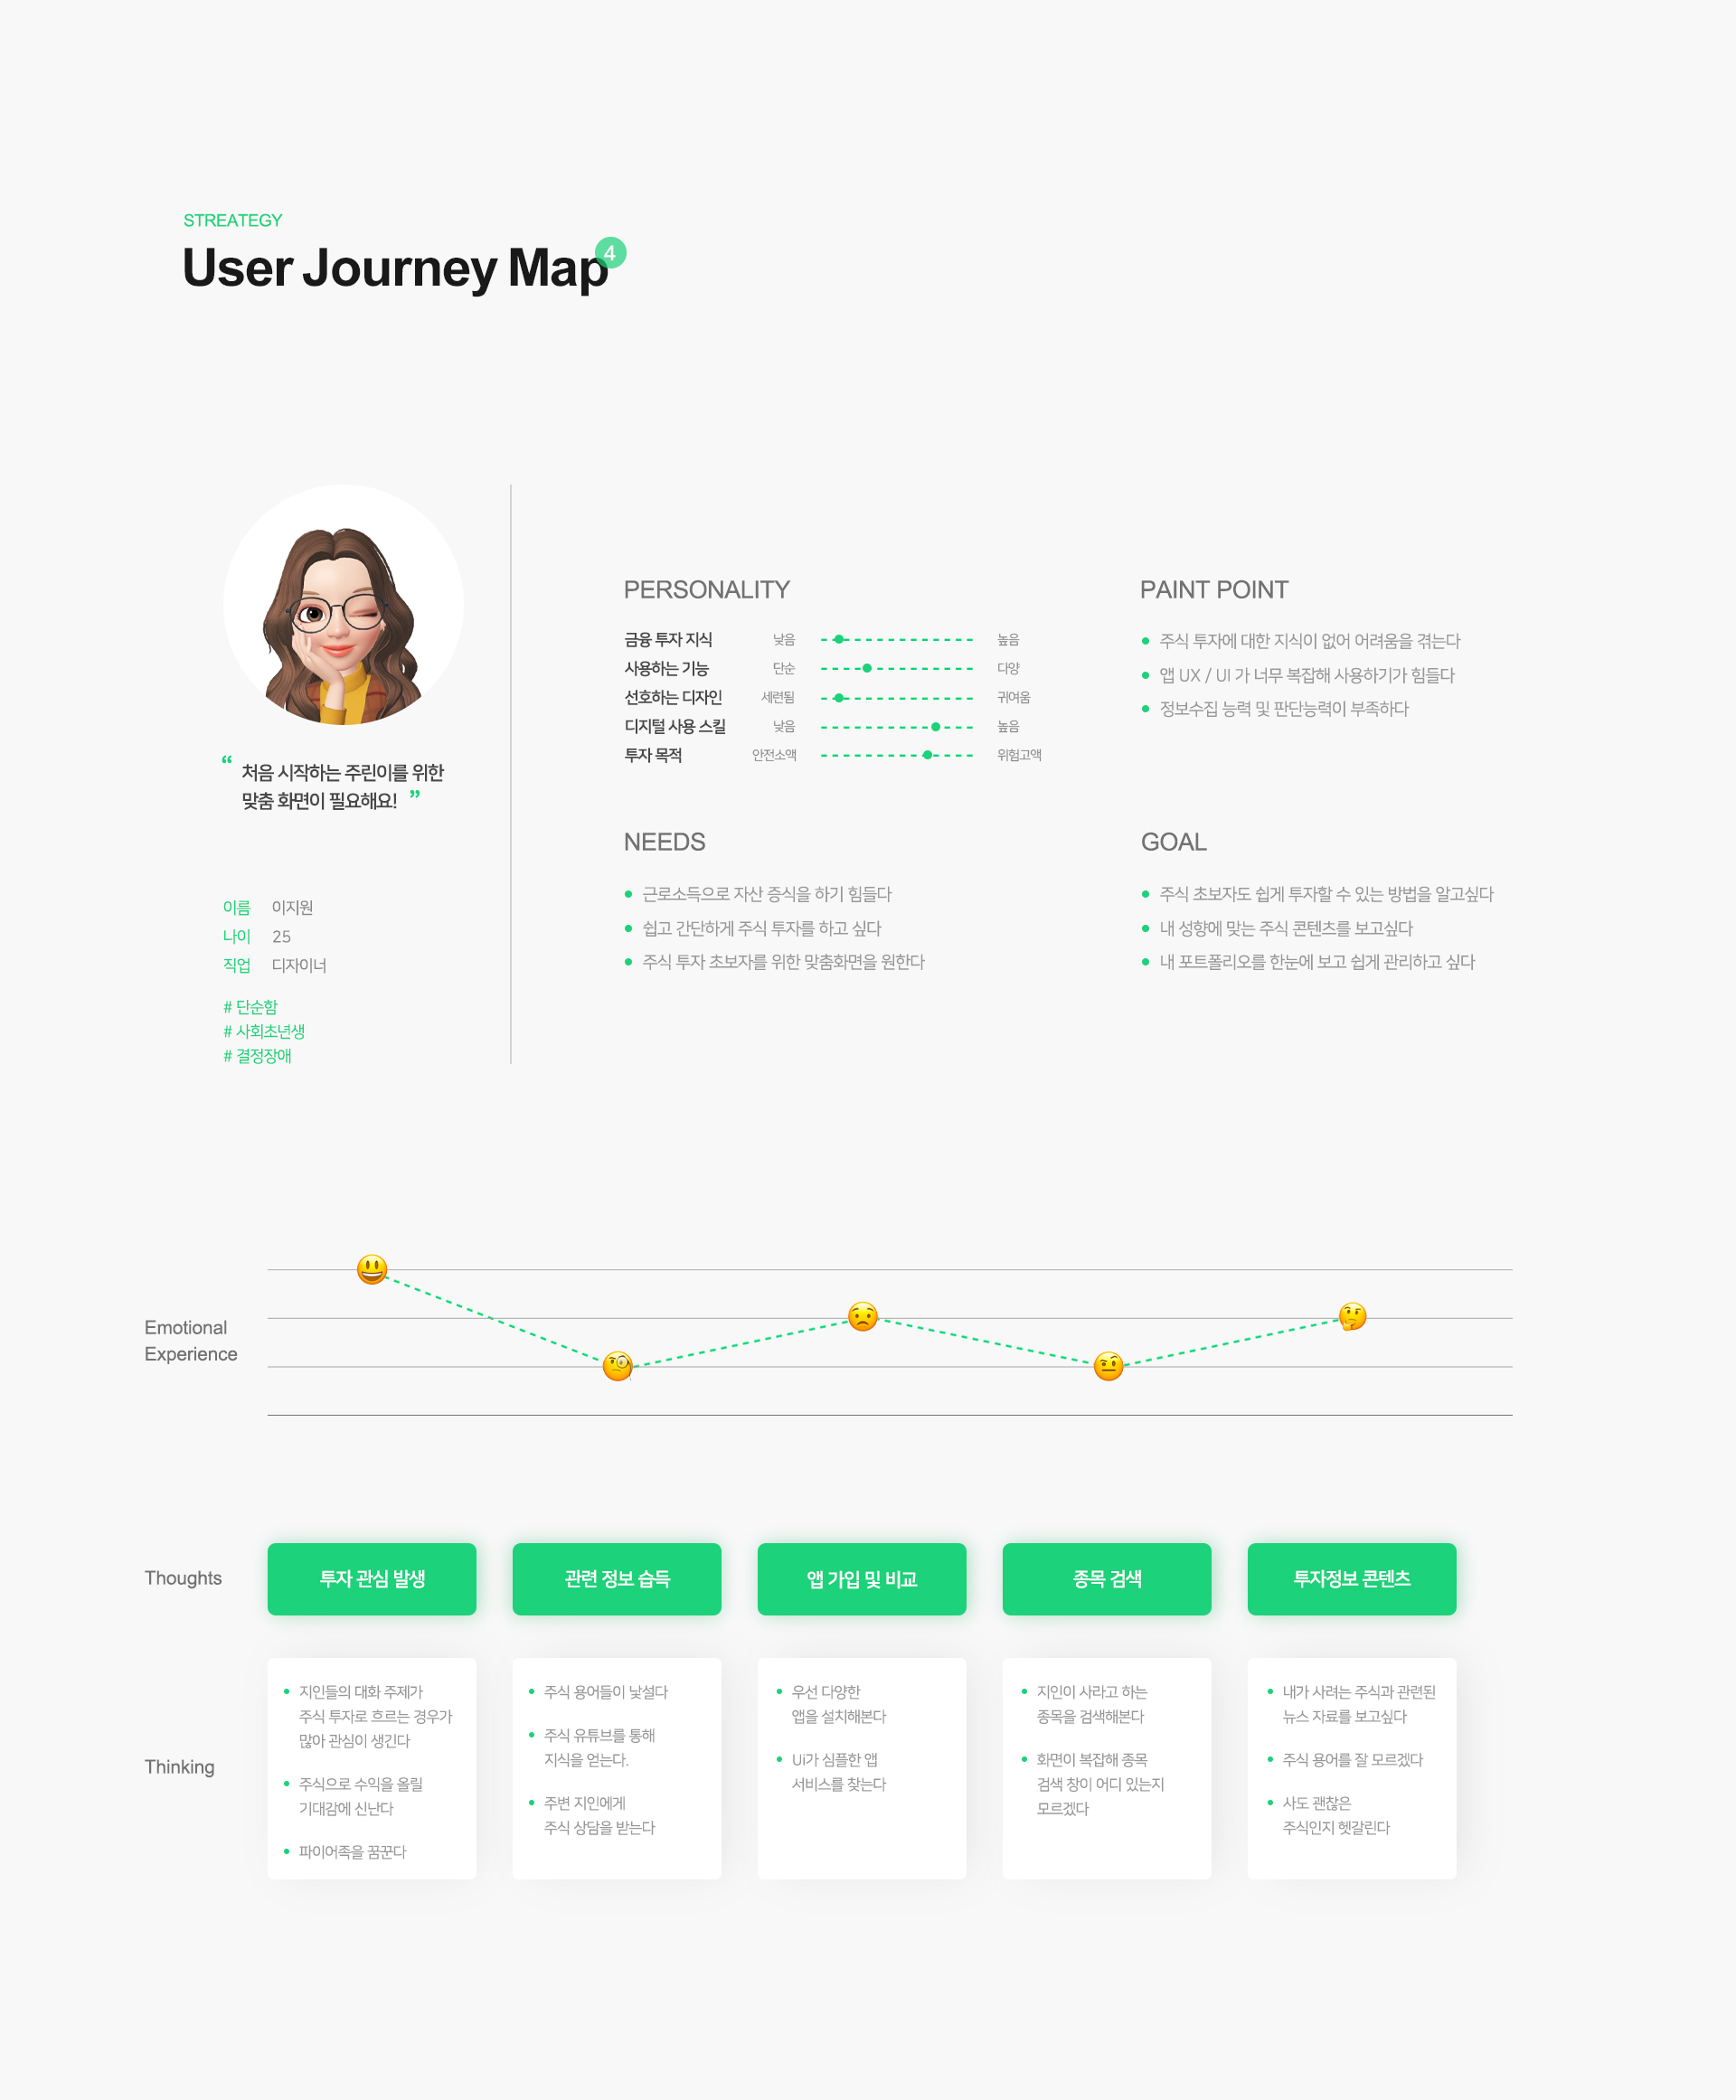 STREATEGY
User Journey Map
4
“ 처음 시작하는 주린이를 위한
맞춤 화면이 필요해요! ”
이름 이지원
나이 25
직업 디자이너
# 단순함
# 사회초년생
# 결정장애
PERSONALITY
금융 투자 지식 낮음 높음
사용하는 기능 단순 다양
선호하는 디자인 세련됨 귀여움
디지털 사용 스킬 낮음 높음
투자 목적 안전소액 위험고액
PAINT POINT
주식 투자에 대한 지식이 없어 어려움을 겪는다
앱 UX / UI 가 너무 복잡해 사용하기가 힘들다
정보수집 능력 및 판단능력이 부족하다
NEEDS
근로소득으로 자산 증식을 하기 힘들다
쉽고 간단하게 주식 투자를 하고 싶다
주식 투자 초보자를 위한 맞춤화면을 원한다
GOAL
주식 초보자도 쉽게 투자할 수 있는 방법을 알고싶다
내 성향에 맞는 주식 콘텐츠를 보고싶다
내 포트폴리오를 한눈에 보고 쉽게 관리하고 싶다
Emotional
Experience
Thoughts
투자 관심 발생
관련 정보 습득
앱 가입 및 비교
종목 검색
투자정보 콘텐츠
Thinking
지인들의 대화 주제가
주식 투자로 흐르는 경우가
많아 관심이 생긴다
주식으로 수익을 올릴
기대감에 신난다
파이어족을 꿈꾼다
주식 용어들이 낯설다
주식 유튜브를 통해
지식을 얻는다.
주변 지인에게
주식 상담을 받는다
우선 다양한
앱을 설치해본다
Ui가 심플한 앱
서비스를 찾는다
지인이 사라고 하는
종목을 검색해본다
화면이 복잡해 종목
검색 창이 어디 있는지
모르겠다
내가 사려는 주식과 관련된
뉴스 자료를 보고싶다
주식 용어를 잘 모르겠다
사도 괜찮은
주식인지 헷갈린다